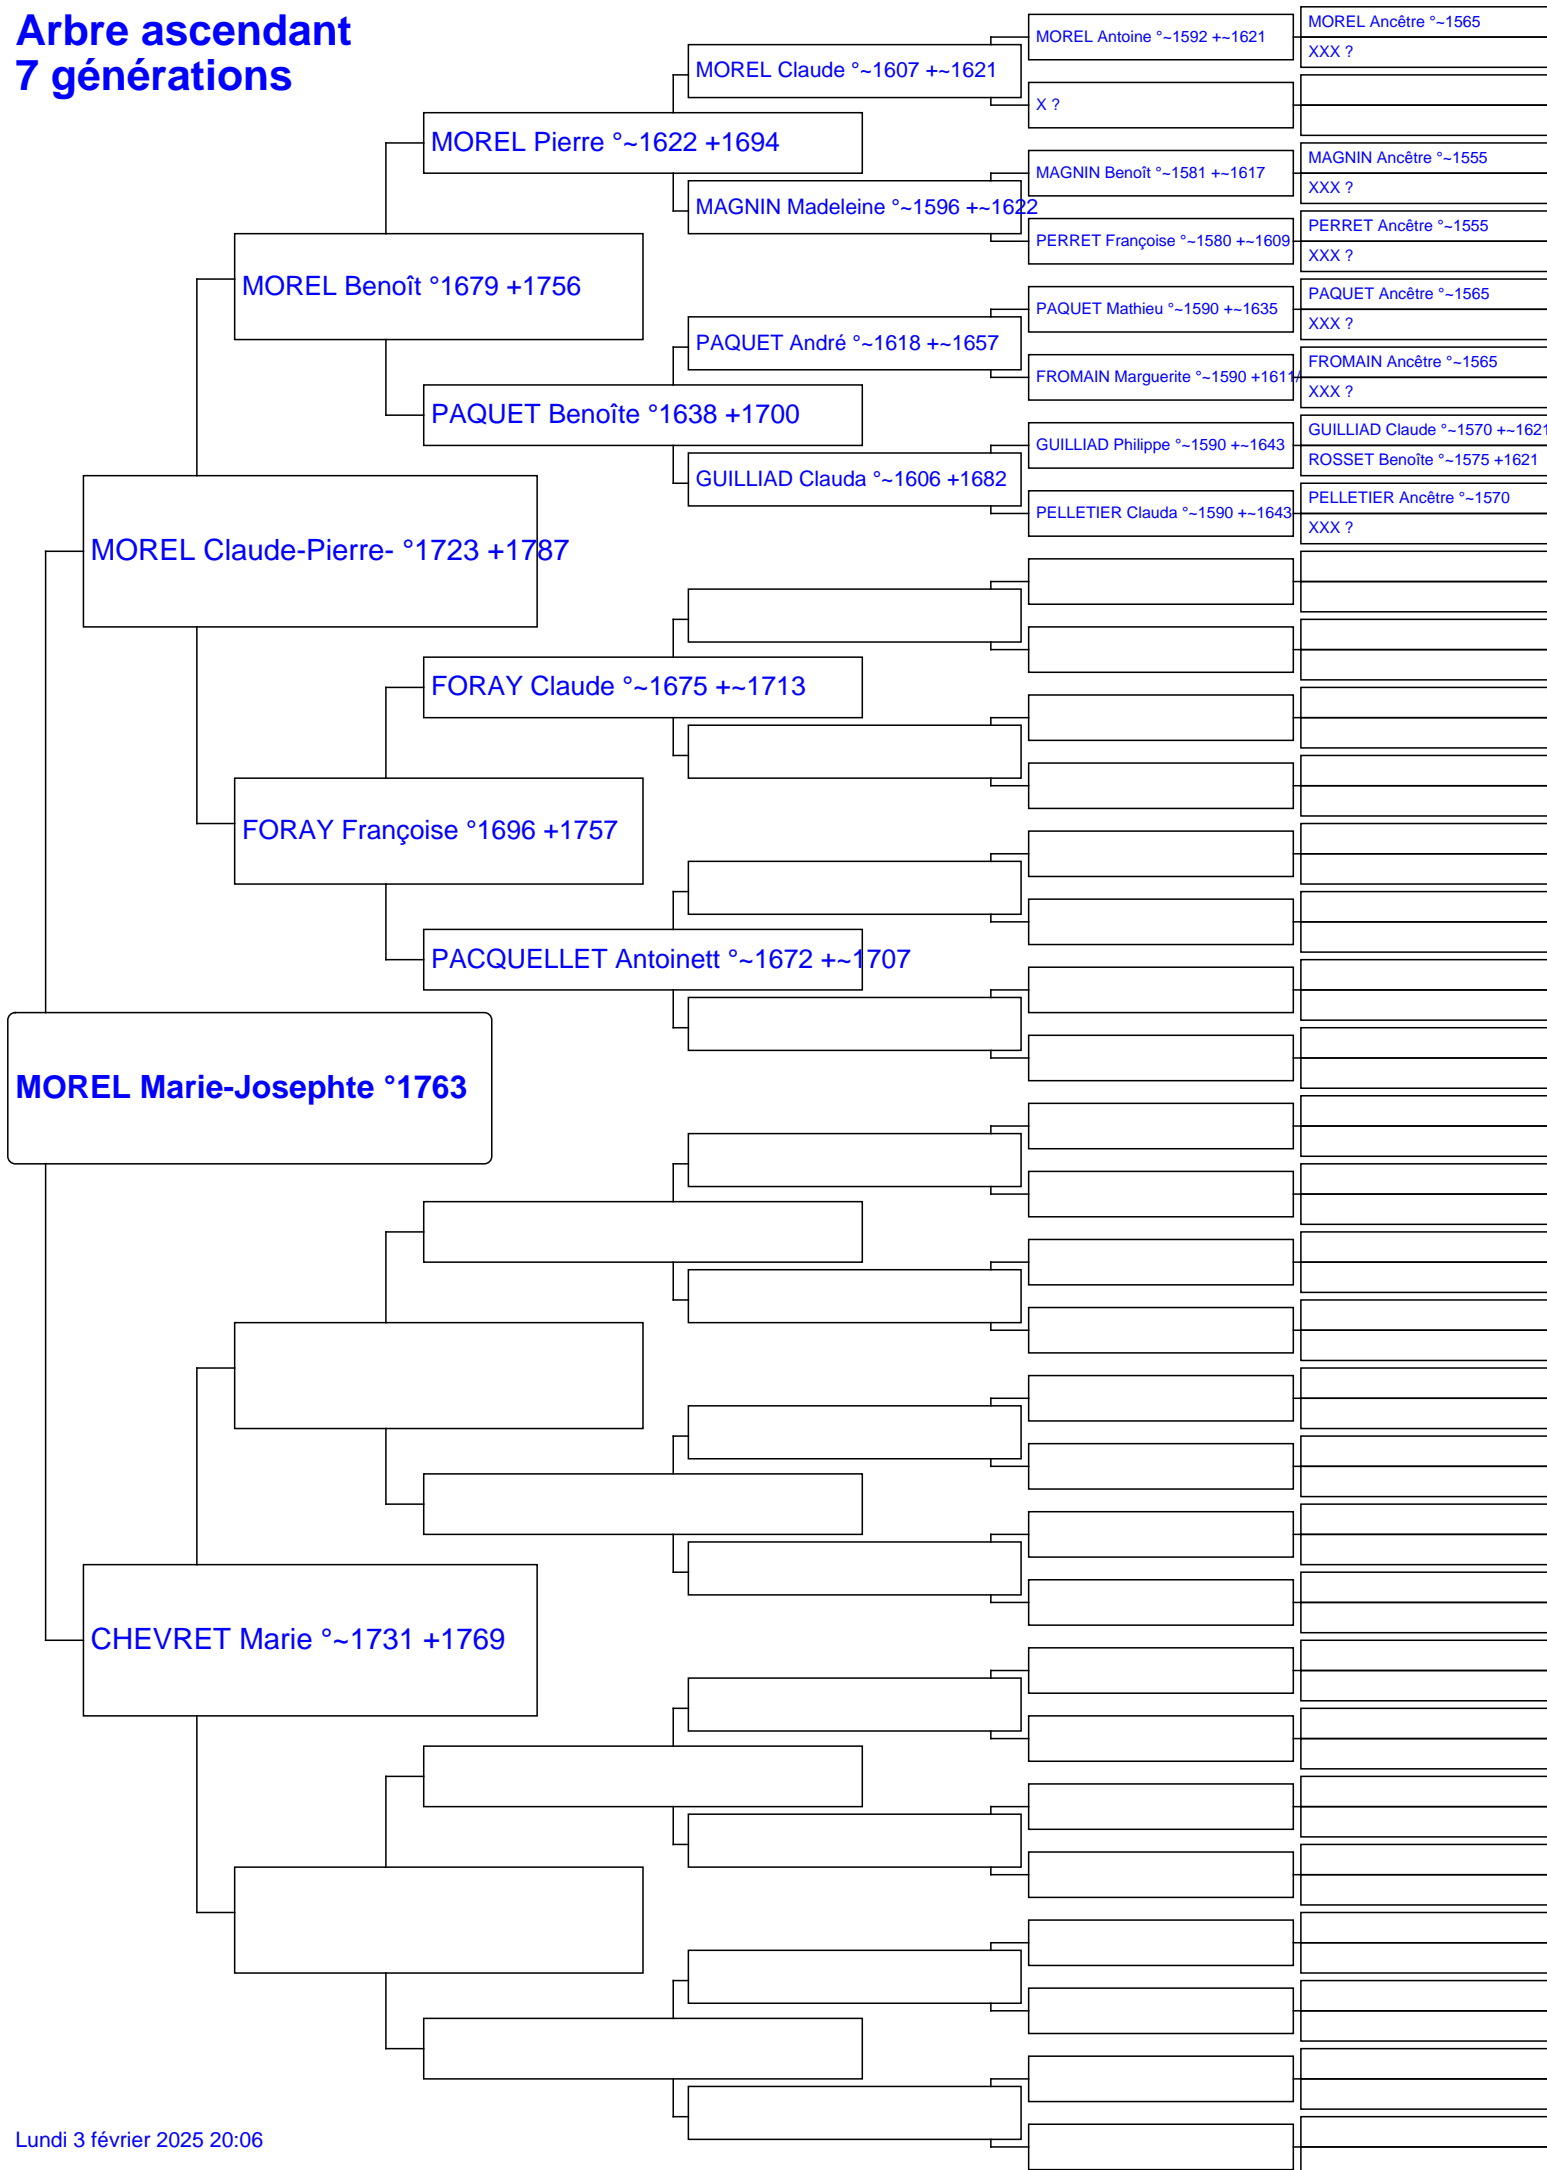 Arbre ascendant
7 générations
MOREL Antoine °~1592 +~1621
MOREL Ancêtre °~1565
XXX ?
MOREL Claude °~1607 +~1621
X ?
MOREL Pierre °~1622 +1694
MAGNIN Benoît °~1581 +~1617
MAGNIN Ancêtre °~1555
XXX ?
MAGNIN Madeleine °~1596 +~1622
PERRET Françoise °~1580 +~1609
PERRET Ancêtre °~1555
XXX ?
MOREL Benoît °1679 +1756
PAQUET Mathieu °~1590 +~1635
PAQUET Ancêtre °~1565
XXX ?
PAQUET André °~1618 +~1657
FROMAIN Marguerite °~1590 +1611/
FROMAIN Ancêtre °~1565
XXX ?
PAQUET Benoîte °1638 +1700
GUILLIAD Philippe °~1590 +~1643
GUILLIAD Claude °~1570 +~1621
ROSSET Benoîte °~1575 +1621
GUILLIAD Clauda °~1606 +1682
PELLETIER Clauda °~1590 +~1643
PELLETIER Ancêtre °~1570
XXX ?
MOREL Claude-Pierre- °1723 +1787
FORAY Claude °~1675 +~1713
FORAY Françoise °1696 +1757
PACQUELLET Antoinett °~1672 +~1707
MOREL Marie-Josephte °1763
CHEVRET Marie °~1731 +1769
Lundi 3 février 2025 20:06